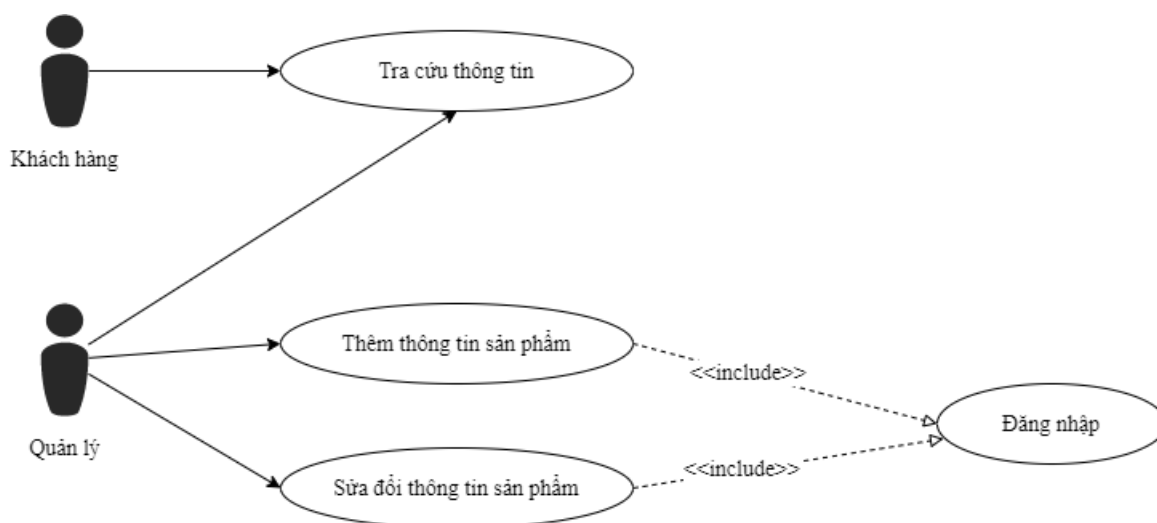 Tra cứu thông tin
Khách hàng
Thêm thông tin sản phẩm
<<include>>
Đăng nhập
Quản lý
<<include>>
Sửa đổi thông tin sản phẩm